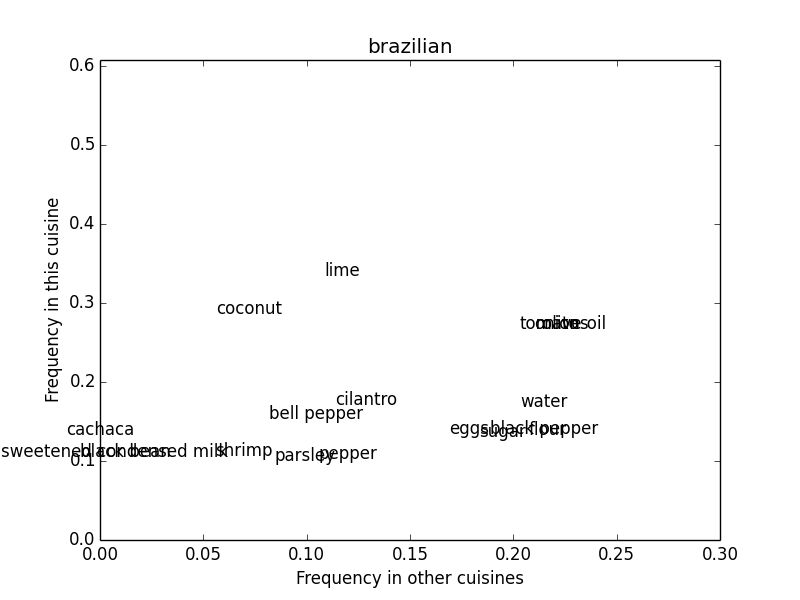 brazilian
0.6
0.5
0.4
0.3
0.2
0.1
0.0
Frequency in this cuisine
lime
coconut
tomatoes
olive oil
cilantro
water
bell pepper
cachaca
eggs
black pepper
sugar
flour
sweetened condensed milk
black bean
shrimp
parsley
pepper
0.00 0.05 0.10 0.15 0.20 0.25 0.30
Frequency in other cuisines